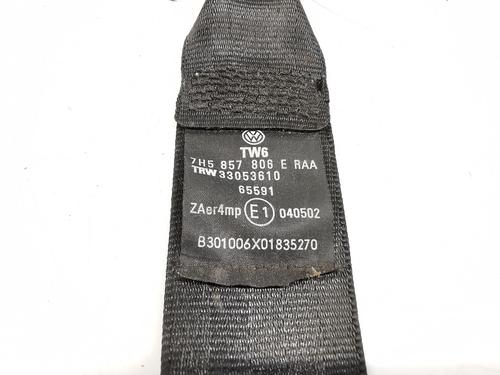 TW6
7H5 857 806 E RAA
TRW 33053610
65591
ZAer4mp E1 040502
B301006X01835270